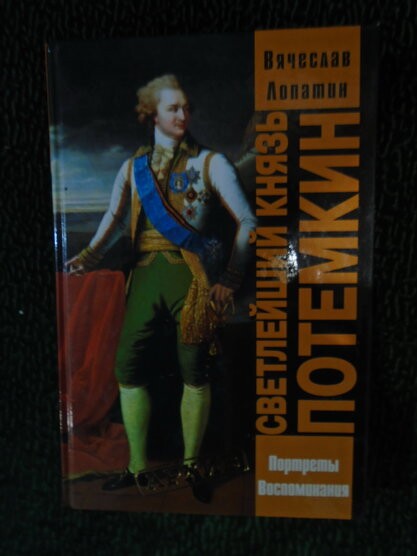 Вячеслав
Лопатин
СВЕТЛЕЙШИЙ КНЯЗЬ
ПОТЕМКИН
Портреты
Воспоминания